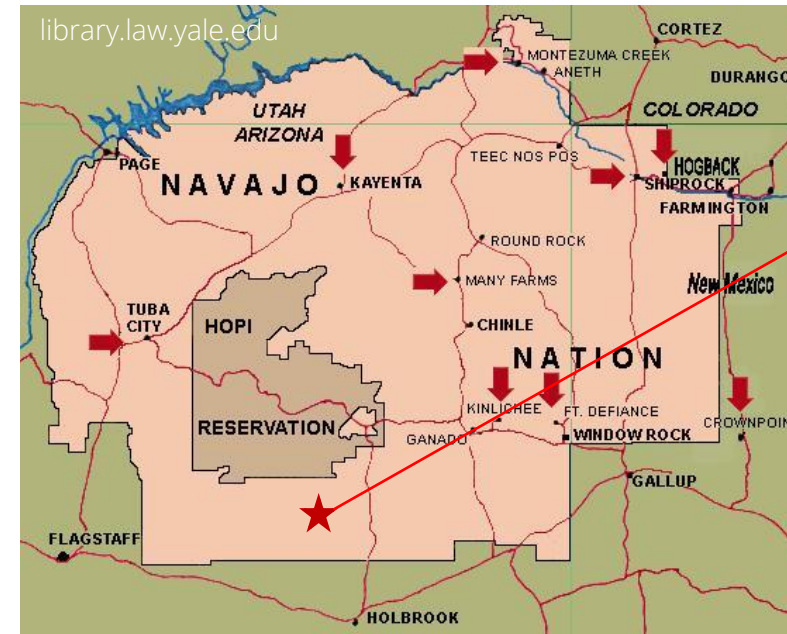 library.law.yale.edu
CORTEZ
MONTEZUMA CREEK
ANETH
DURANGO
UTAH
ARIZONA
COLORADO
PAGE
TEEC NOS POS
HOGBACK
NAVAJO
KAYENTA
SHIPROCK
FARMINGTON
ROUND ROCK
MANY FARMS
New Mexico
TUBA
CITY
HOPI
CHINLE
NATION
KINLICHEE
FT. DEFIANCE
RESERVATION
GANADO
WINDOW ROCK
CROWNPOIN
GALLUP
FLAGSTAFF
HOLBROOK